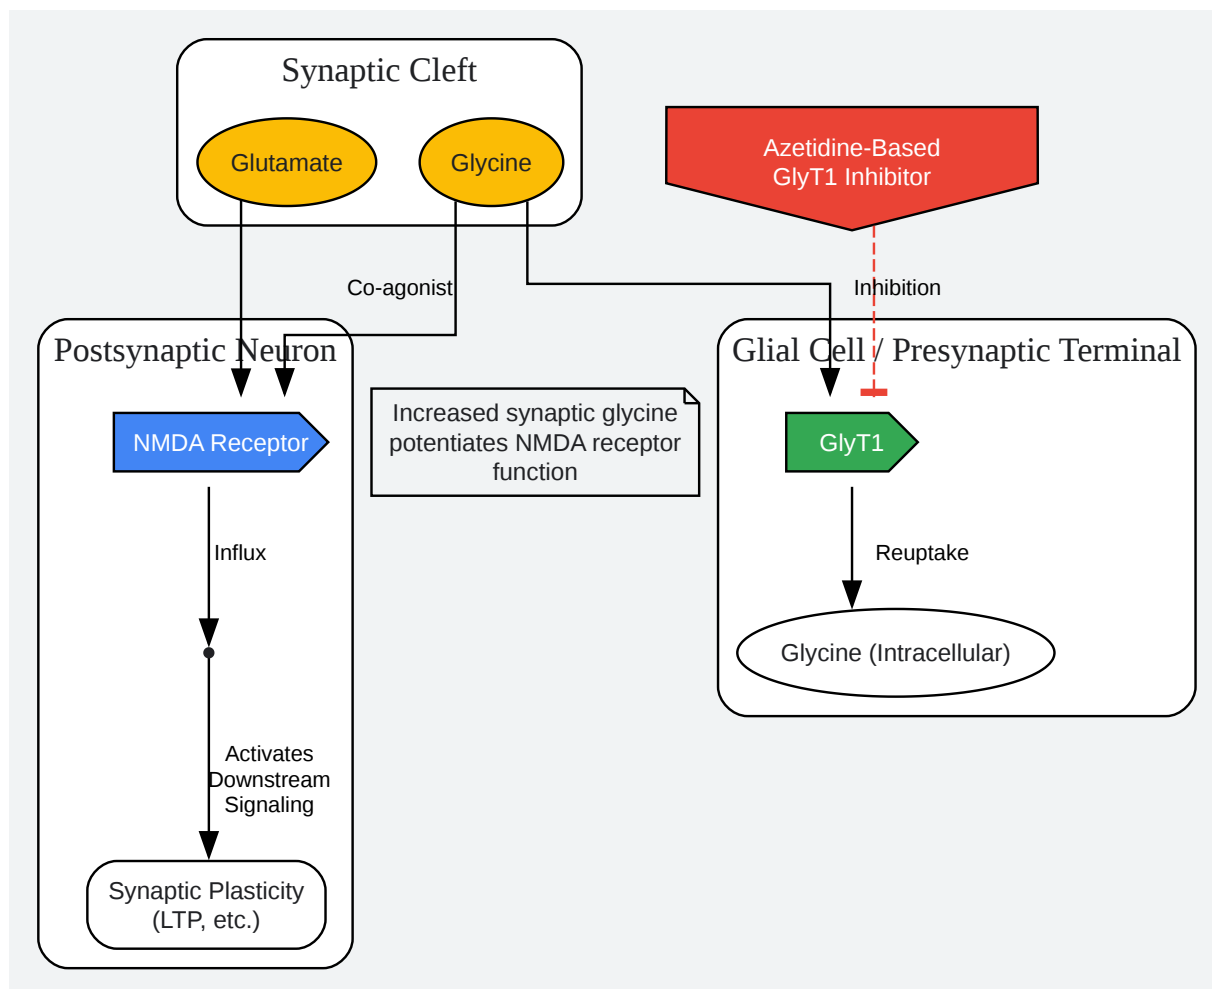 Synaptic Cleft
Glutamate
Glycine
Azetidine-Based
GlyT1 Inhibitor
Co-agonist
Inhibition
Postsynaptic Neuron
Glial Cell / Presynaptic Terminal
NMDA Receptor
Increased synaptic glycine
potentiates NMDA receptor
function
GlyT1
Influx
Reuptake
Glycine (Intracellular)
Activates
Downstream
Signaling
Synaptic Plasticity
(LTP, etc.)